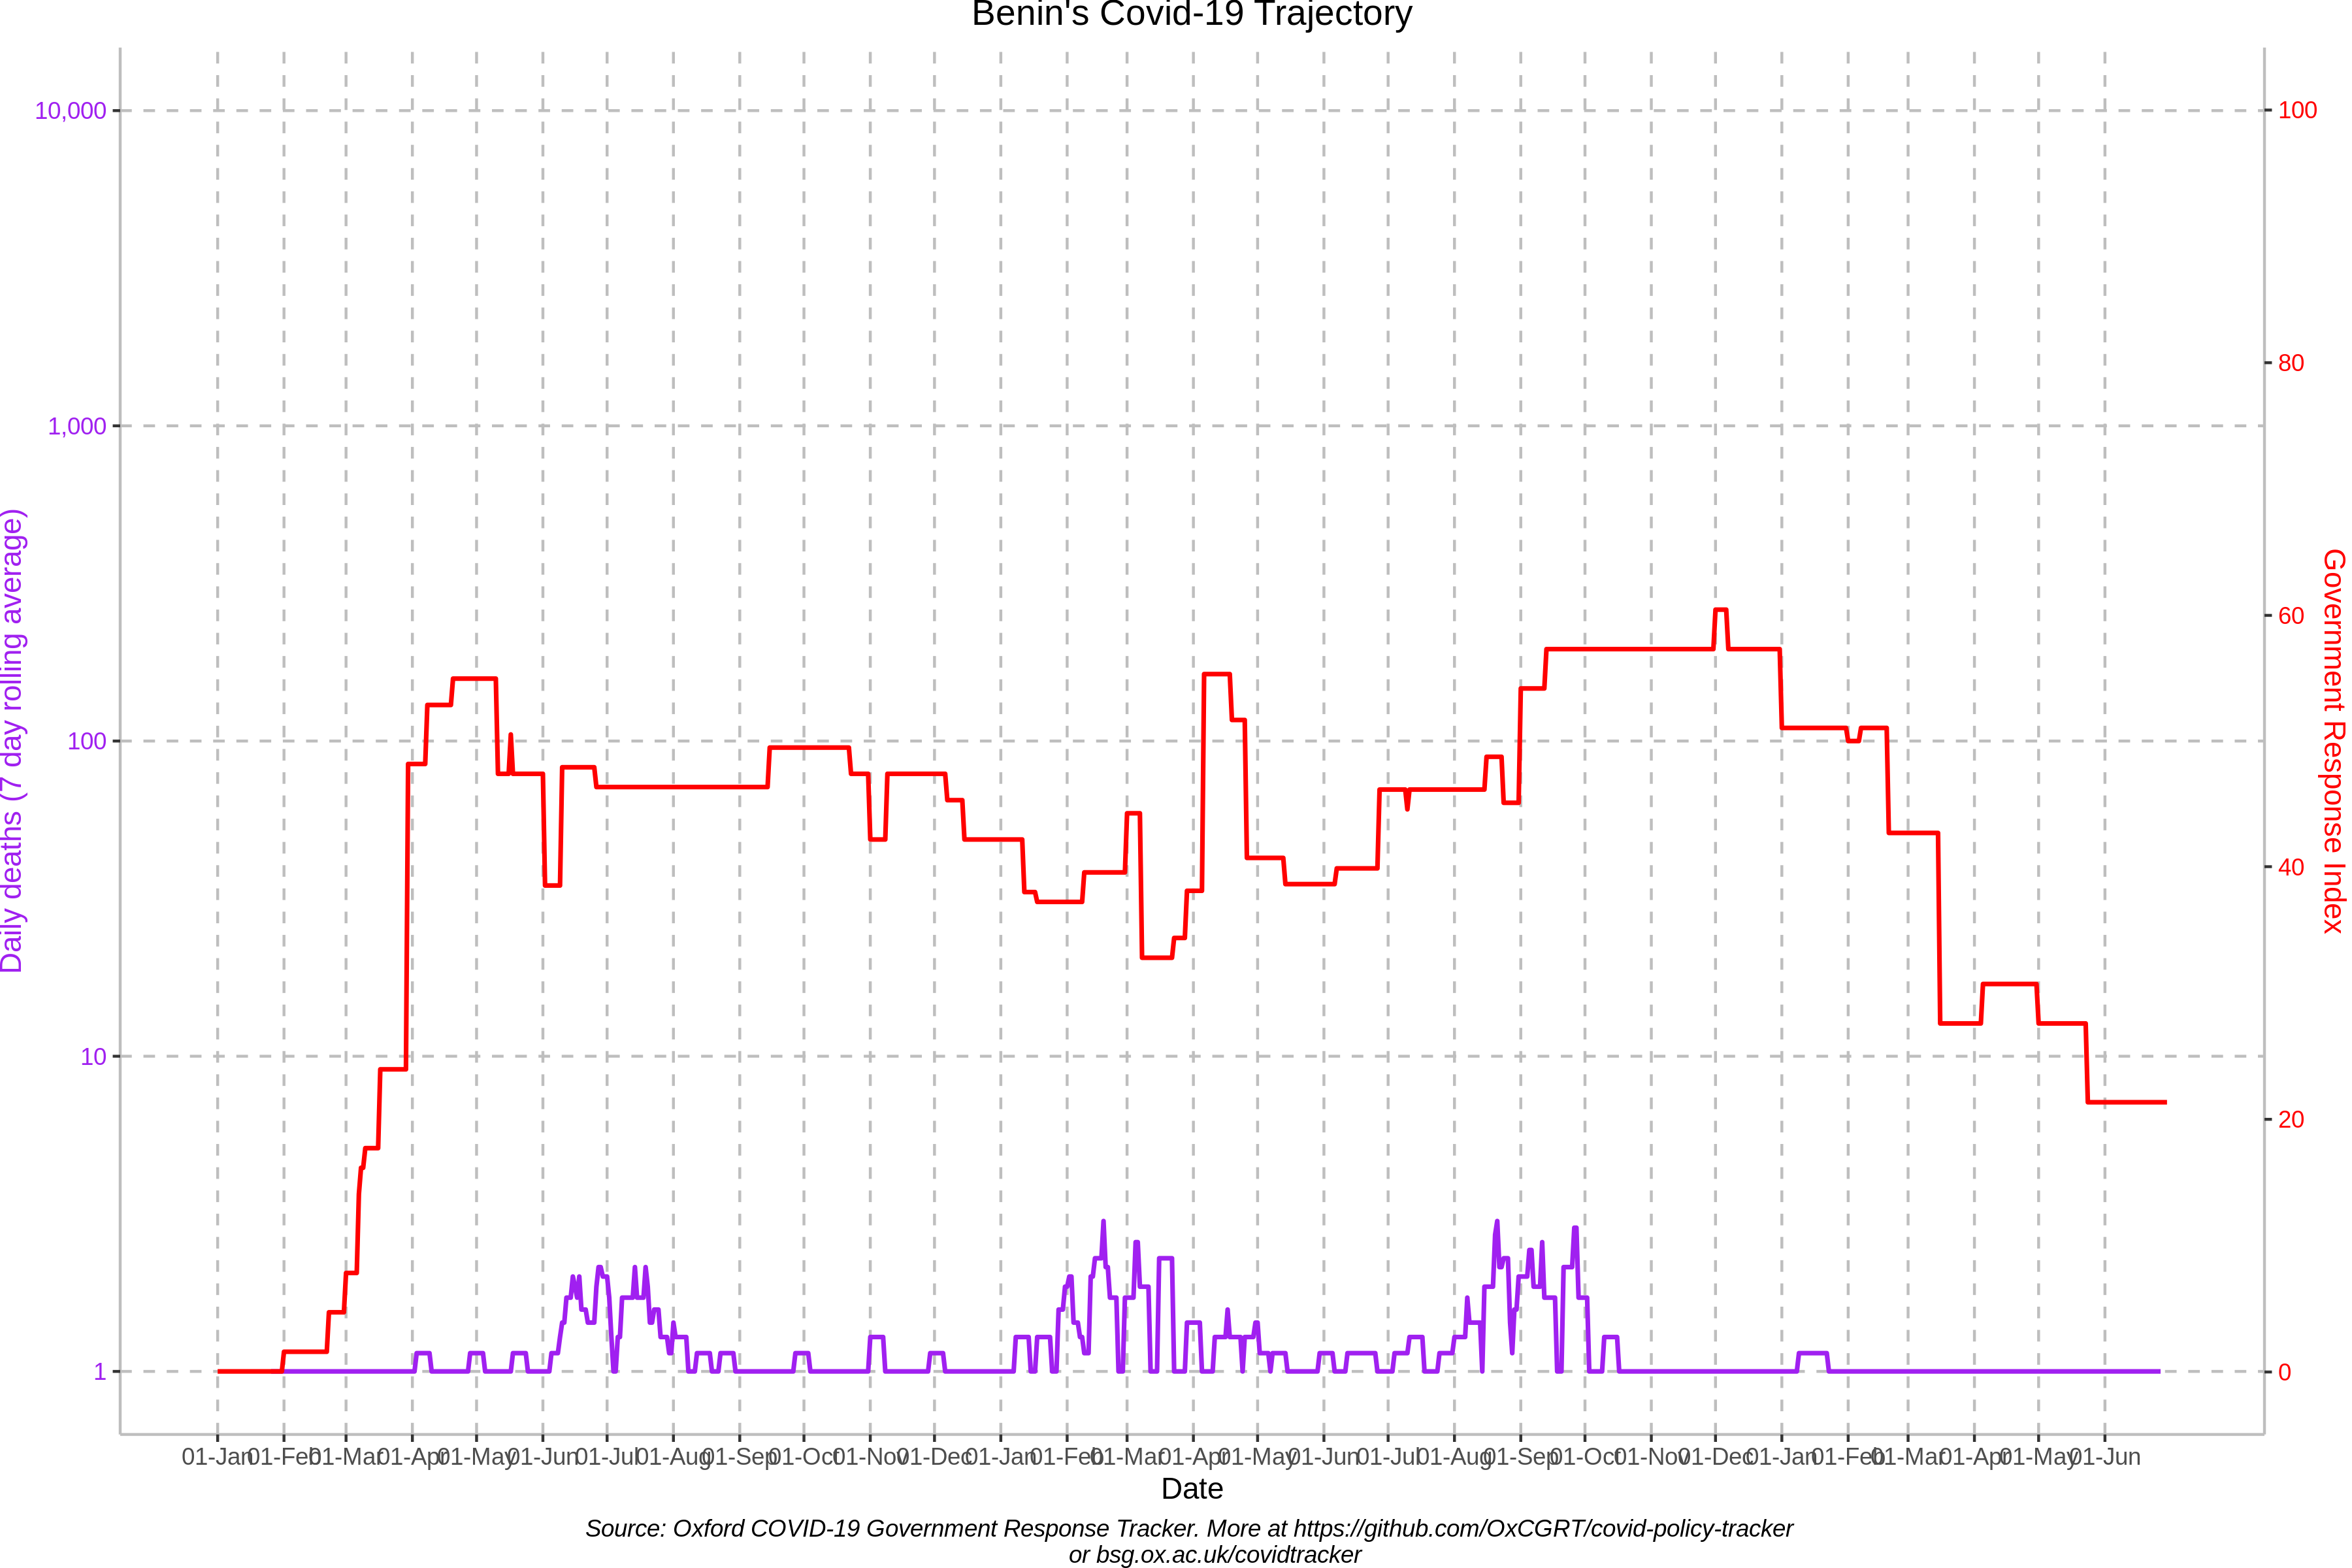 Benin's Covid-19 Trajectory
10,000
1,000
100
10
1
Daily deaths (7 day rolling average)
100
80
60
40
20
0
Government Response Index
01-Jan 01-Feb 01-Mar 01-Apr 01-May 01-Jun 01-Jul 01-Aug 01-Sep 01-Oct 01-Nov 01-Dec 01-Jan 01-Feb 01-Mar 01-Apr 01-May 01-Jun 01-Jul 01-Aug 01-Sep 01-Oct 01-Nov 01-Dec 01-Jan 01-Feb 01-Mar 01-Apr 01-May 01-Jun
Date
Source: Oxford COVID-19 Government Response Tracker. More at https://github.com/OxCGRT/covid-policy-tracker
or bsg.ox.ac.uk/covidtracker